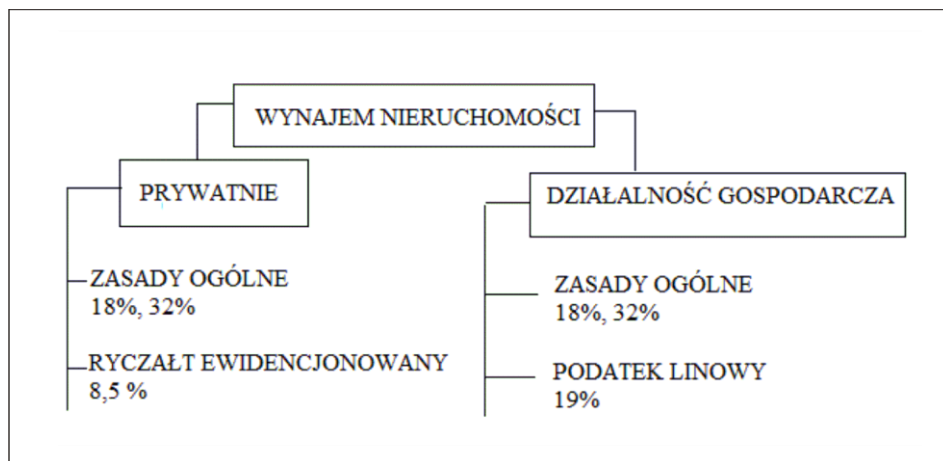 WYNAJEM NIERUCHOMOŚCI
PRYWATNIE
DZIAŁALNOŚĆ GOSPODARCZA
ZASADY OGÓLNE
18%, 32%
RYCZAŁT EWIDENCJONOWANY
8,5 %
ZASADY OGÓLNE
18%, 32%
PODATEK LINOWY
19%